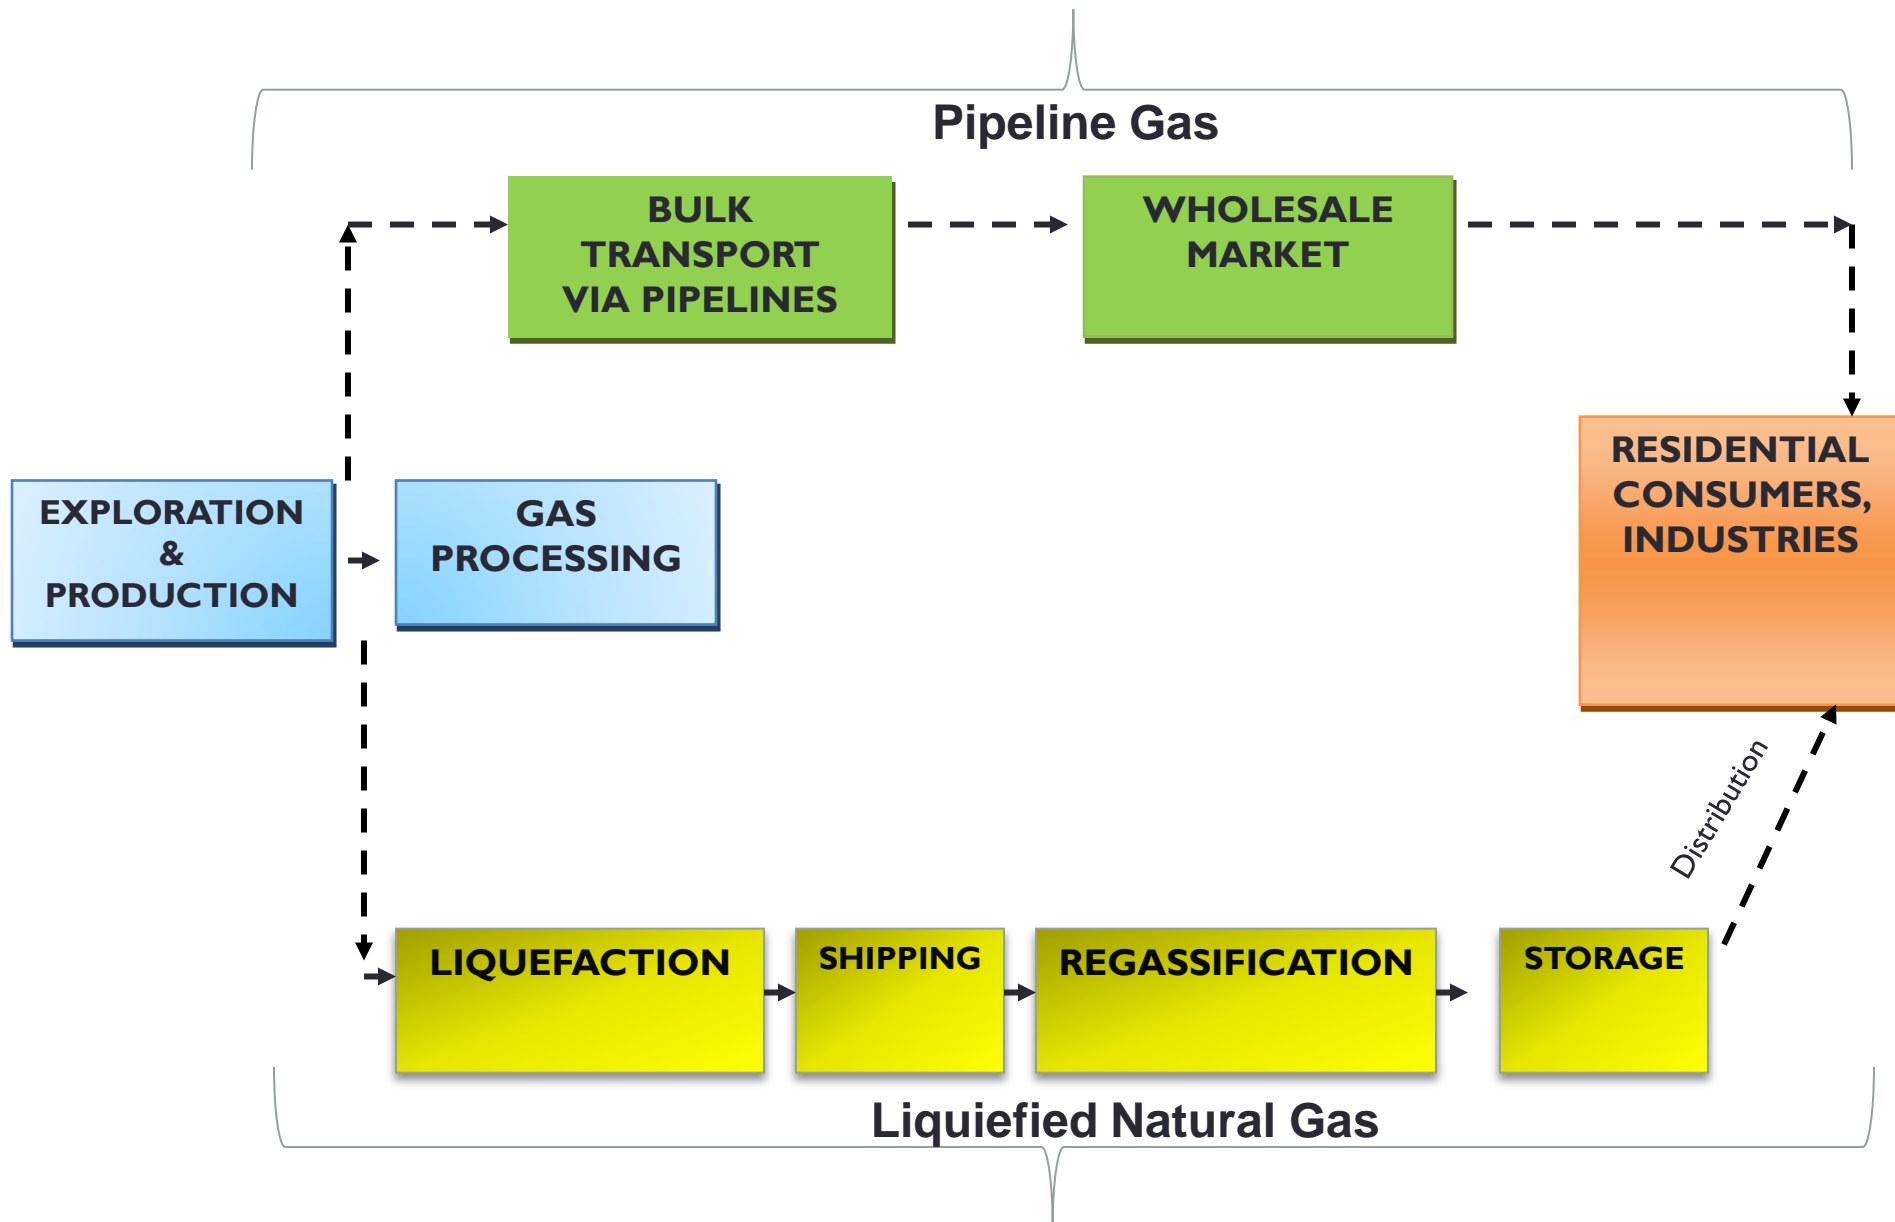 Pipeline Gas
BULK
TRANSPORT
VIA PIPELINES
WHOLESALE
MARKET
EXPLORATION
&
PRODUCTION
GAS
PROCESSING
RESIDENTIAL
CONSUMERS,
INDUSTRIES
Distribution
LIQUEFACTION
SHIPPING
REGASSIFICATION
STORAGE
Liquiefied Natural Gas